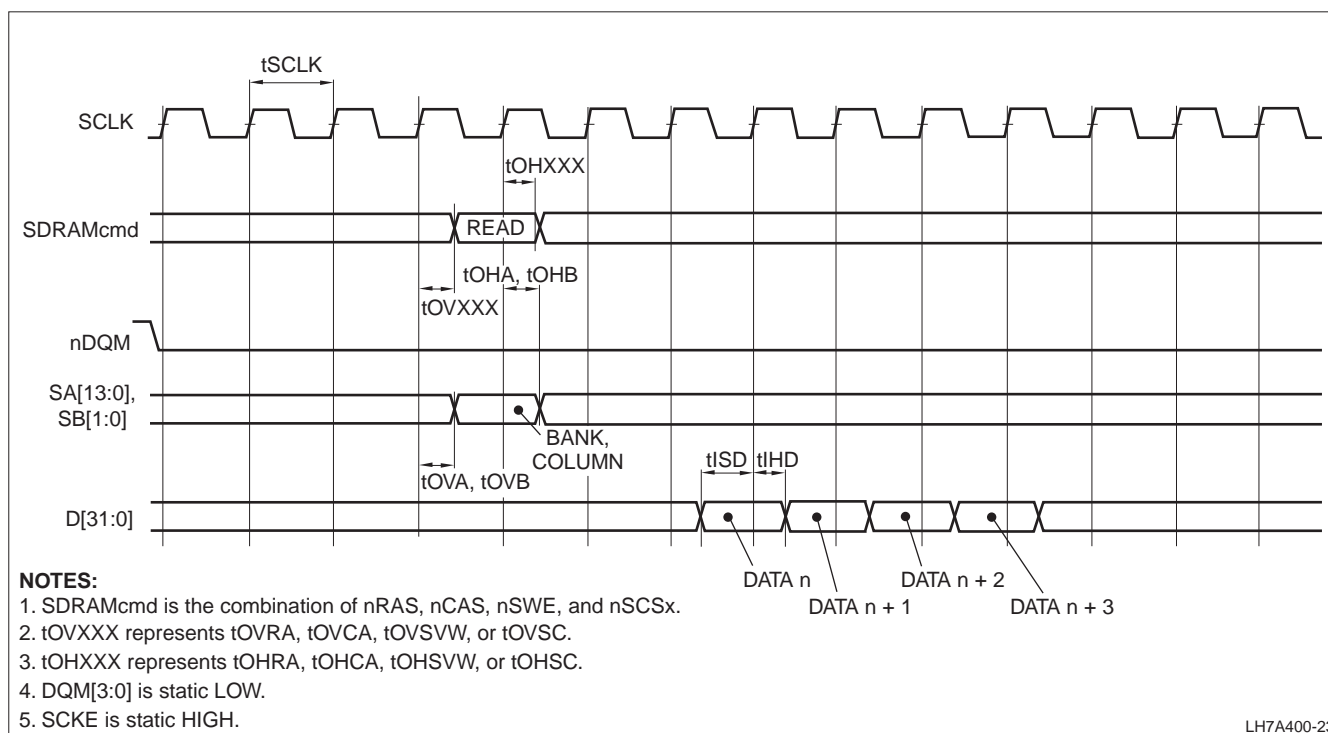 tSCLK
SCLK
tOHXXX
SDRAMcmd
READ
tOHA, tOHB
tOVXXX
nDQM
SA[13:0],
SB[1:0]
BANK,
COLUMN
tISD
tIHD
tOVA, tOVB
D[31:0]
DATA n
DATA n + 2
DATA n + 1
DATA n + 3
NOTES:
1. SDRAMcmd is the combination of nRAS, nCAS, nSWE, and nSCSx.
2. tOVXXX represents tOVRA, tOVCA, tOVSVW, or tOVSC.
3. tOHXXX represents tOHRA, tOHCA, tOHSVW, or tOHSC.
4. DQM[3:0] is static LOW.
5. SCKE is static HIGH.
LH7A400-23